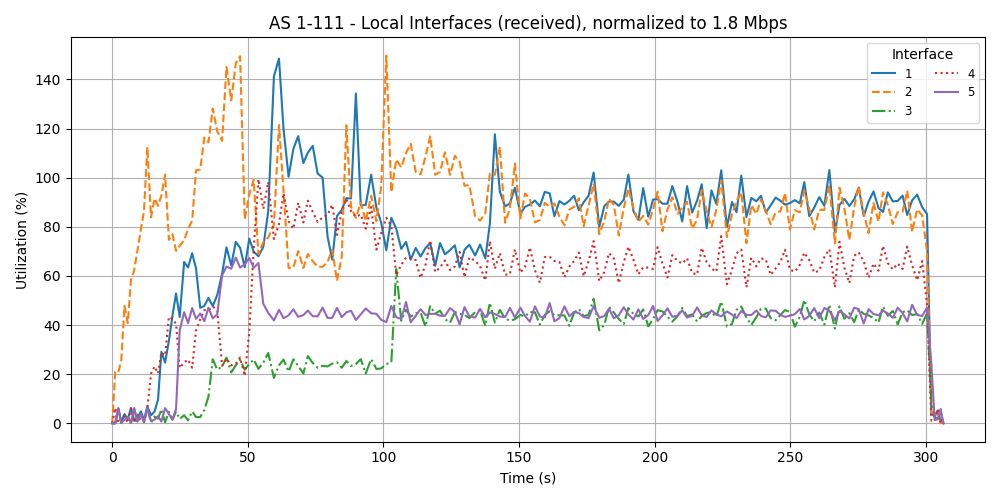 AS 1-111 - Local Interfaces (received), normalized to 1.8 Mbps
Utilization (%)
140
120
100
80
60
40
20
0
0 50 100 150 200 250 300
Time (s)
Interface
1
2
3
4
5